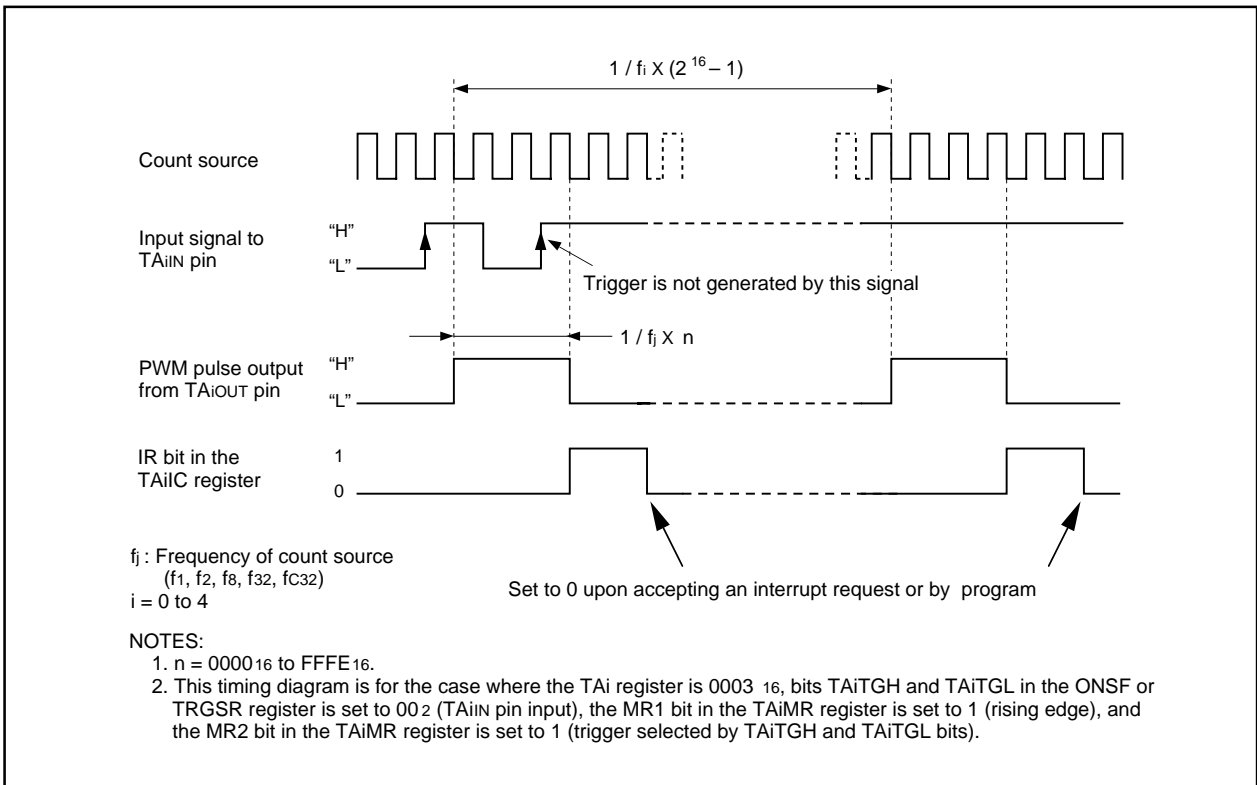 1 / fi X (2 16 – 1)
Count source
Input signal to
TAiIN pin
“H”
“L”
Trigger is not generated by this signal
1 / fj X n
PWM pulse output
from TAiOUT pin
“H”
“L”
IR bit in the
TAiIC register
1
0
fj : Frequency of count source
(f1, f2, f8, f32, fC32)
i = 0 to 4
Set to 0 upon accepting an interrupt request or by program
NOTES:
1. n = 000016 to FFFE16.
2. This timing diagram is for the case where the TAi register is 0003 16, bits TAiTGH and TAiTGL in the ONSF or
TRGSR register is set to 002 (TAiIN pin input), the MR1 bit in the TAiMR register is set to 1 (rising edge), and
the MR2 bit in the TAiMR register is set to 1 (trigger selected by TAiTGH and TAiTGL bits).